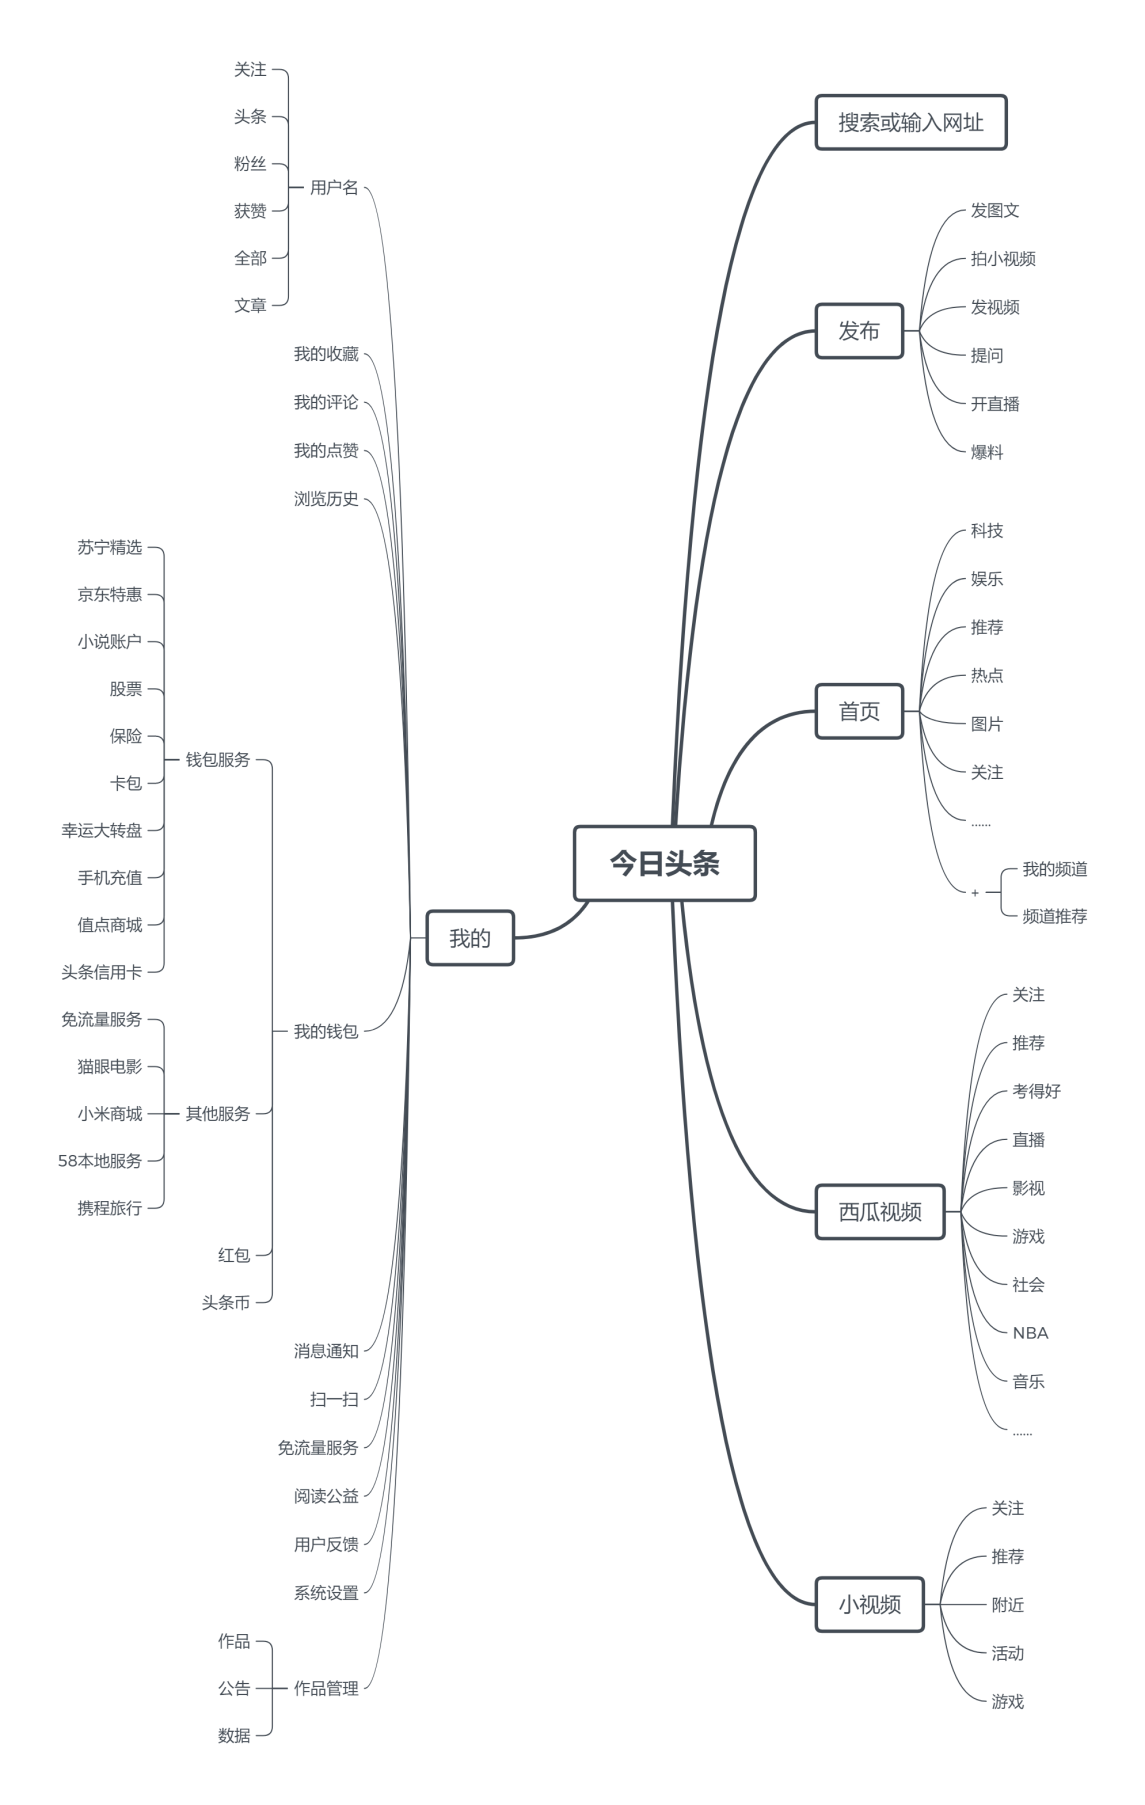 今日头条
搜索或输入网址
发布
发图文
拍小视频
发视频
提问
开直播
爆料
首页
科技
娱乐
推荐
热点
图片
关注
......
+
我的频道
频道推荐
西瓜视频
关注
推荐
考得好
直播
影视
游戏
社会
NBA
音乐
......
小视频
关注
推荐
附近
活动
游戏
我的
用户名
关注
头条
粉丝
获赞
全部
文章
我的收藏
我的评论
我的点赞
浏览历史
我的钱包
钱包服务
苏宁精选
京东特惠
小说账户
股票
保险
卡包
幸运大转盘
手机充值
值点商城
头条信用卡
其他服务
免流量服务
猫眼电影
小米商城
58本地服务
携程旅行
红包
头条币
消息通知
扫一扫
免流量服务
阅读公益
用户反馈
系统设置
作品管理
作品
公告
数据